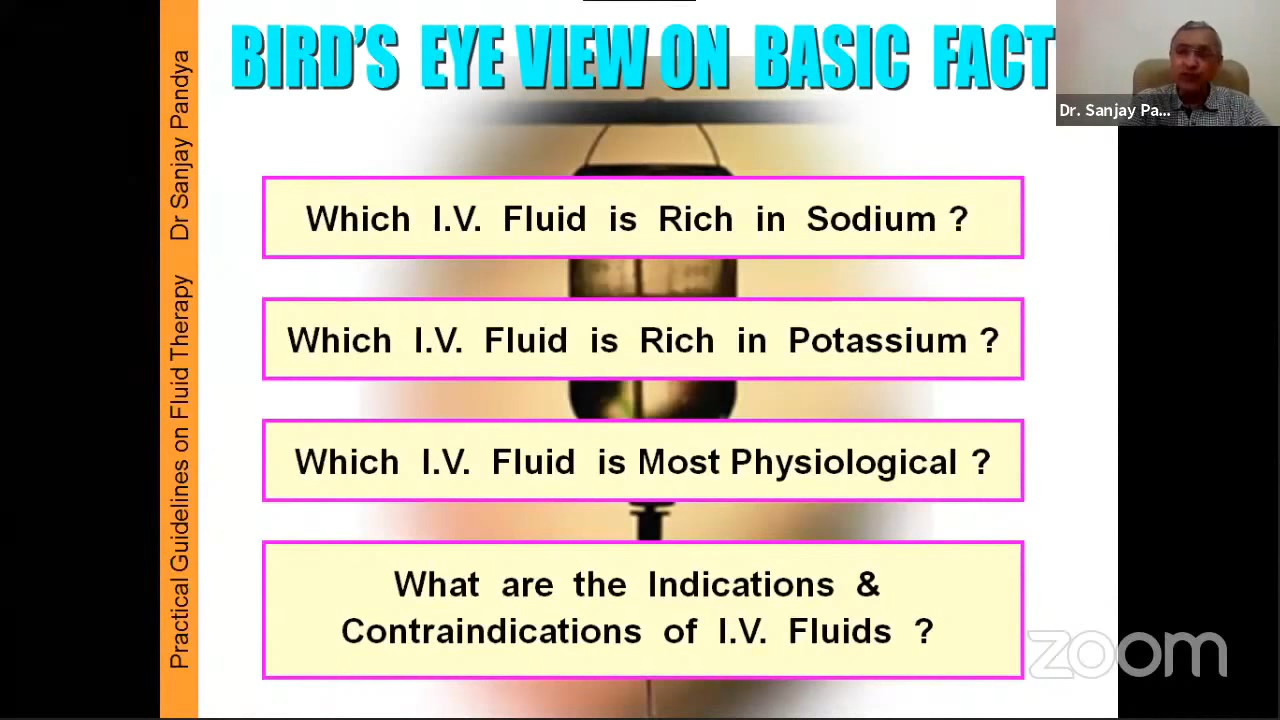 BIRD'S EYE VIEW ON BASIC FACT
Dr. Sanjay Pa...
Practical Guidelines on Fluid Therapy Dr Sanjay Pandya
Which I.V. Fluid is Rich in Sodium ?
Which I.V. Fluid is Rich in Potassium ?
Which I.V. Fluid is Most Physiological ?
What are the Indications &
Contraindications of I.V. Fluids ?
zoom